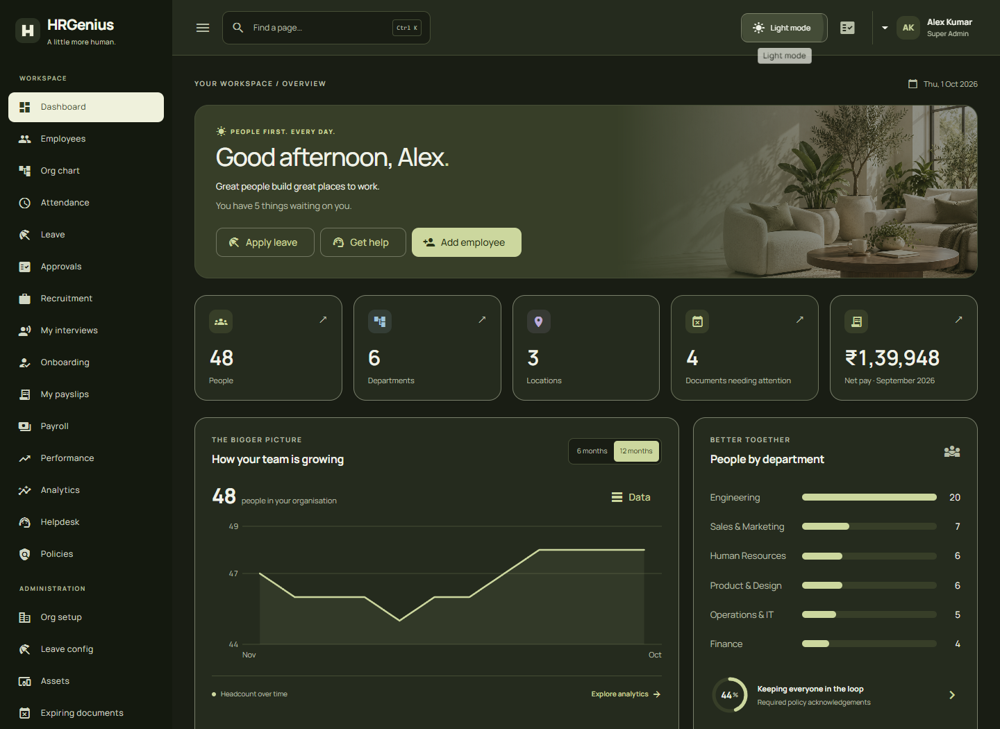 HRGenius
A little more human.
WORKSPACE
Dashboard
Employees
Org chart
Attendance
Leave
Approvals
Recruitment
My interviews
Onboarding
My payslips
Payroll
Performance
Analytics
Helpdesk
Policies
ADMINISTRATION
Org setup
Leave config
Assets
Expiring documents
Find a page...
Ctrl K
Light mode
Light mode
AK
Alex Kumar
Super Admin
YOUR WORKSPACE / OVERVIEW
Thu, 1 Oct 2026
PEOPLE FIRST. EVERY DAY.
Good afternoon, Alex.
Great people build great places to work.
You have 5 things waiting on you.
Apply leave
Get help
Add employee
48
People
6
Departments
3
Locations
4
Documents needing attention
₹1,39,948
Net pay · September 2026
THE BIGGER PICTURE
How your team is growing
6 months
12 months
48 people in your organisation
Data
49
47
44
Nov
Oct
Headcount over time
Explore analytics
BETTER TOGETHER
People by department
Engineering 20
Sales & Marketing 7
Human Resources 6
Product & Design 6
Operations & IT 5
Finance 4
44%
Keeping everyone in the loop
Required policy acknowledgements